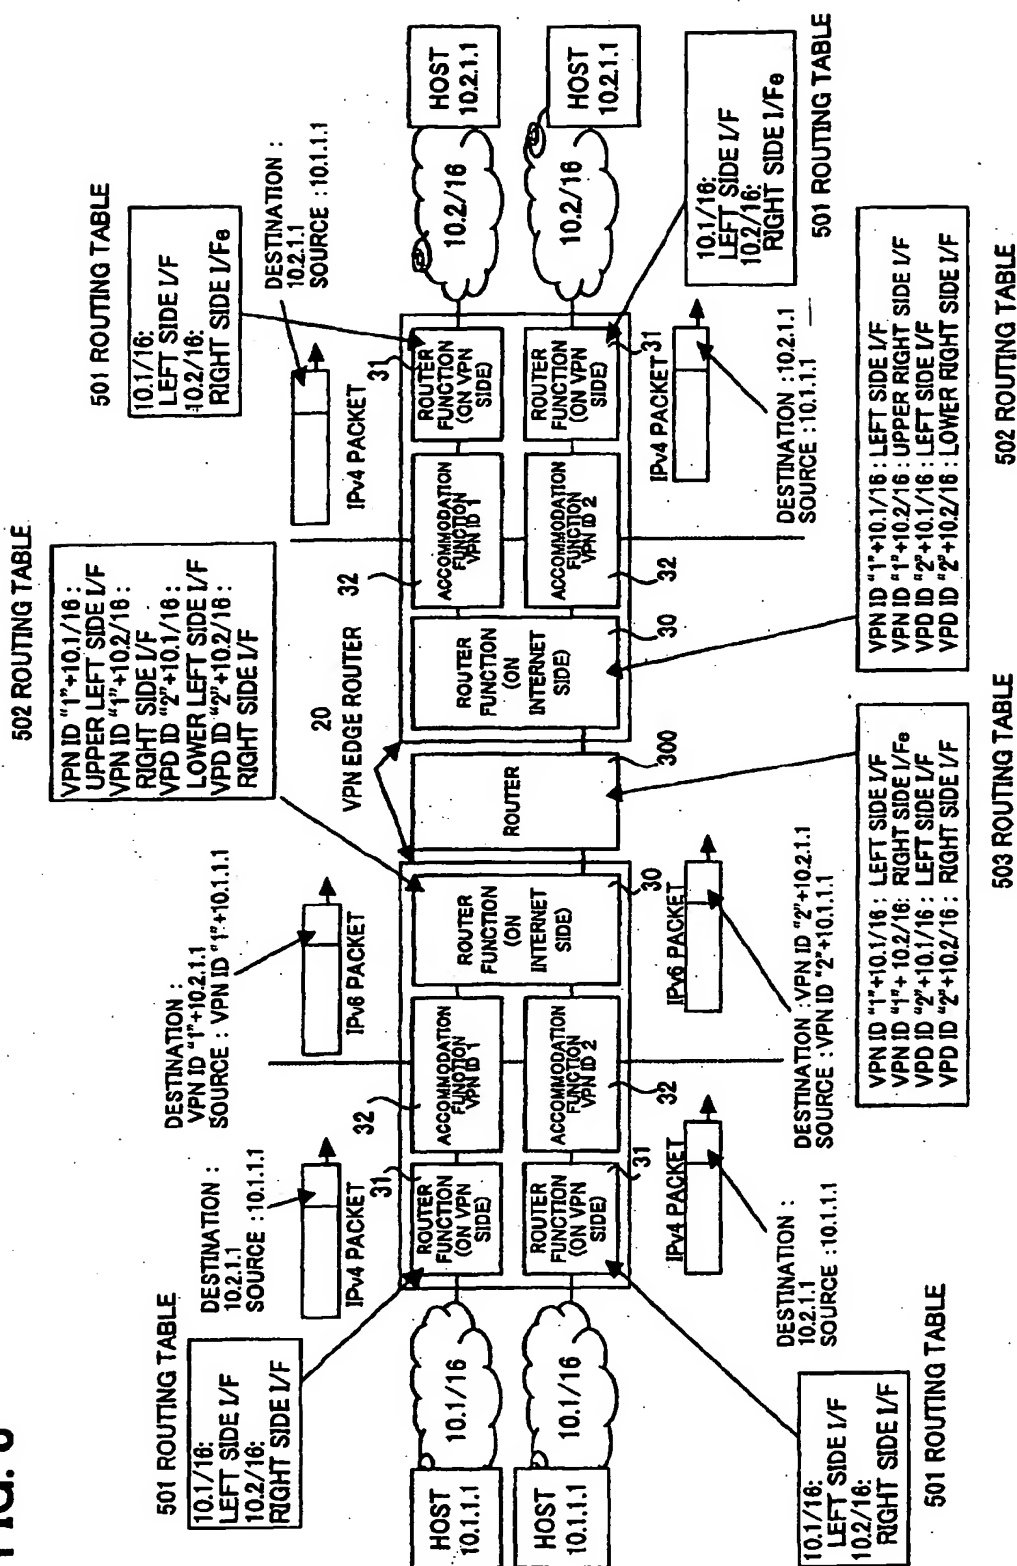 FIG.
501 ROUTING TABLE
10.1/16:
LEFT SIDE I/F
10.2/16:
RIGHT SIDE I/F
DESTINATION :
10.2.1.1
SOURCE : 10.1.1.1
IPv4 PACKET
DESTINATION :
VPN ID "1"+10.2.1.1
SOURCE : VPN ID "1"+10.1.1.1
IPv6 PACKET
502 ROUTING TABLE
VPN ID "1"+10.1/16 :
UPPER LEFT SIDE I/F
VPN ID "1"+10.2/16 :
RIGHT SIDE I/F
VPD ID "2"+10.1/16 :
LOWER LEFT SIDE I/F
VPD ID "2"+10.2/16 :
RIGHT SIDE I/F
20
VPN EDGE ROUTER
501 ROUTING TABLE
10.1/16:
LEFT SIDE I/F
10.2/16:
RIGHT SIDE I/Fe
DESTINATION :
10.2.1.1
SOURCE : 10.1.1.1
IPv4 PACKET
HOST
10.1.1.1
10.1/16
31
ROUTER
FUNCTION
(ON VPN
SIDE)
32
ACCOMMODATION
FUNOTION
VPN ID 1
ROUTER
FUNCTION
(ON
INTERNET
SIDE)
30
ROUTER
300
ROUTER
FUNCTION
(ON
INTERNET
SIDE)
30
32
ACCOMMODATION
FUNCTION
VPN ID 1
31
ROUTER
FUNCTION
(ON VPN
SIDE)
10.2/16
HOST
10.2.1.1
HOST
10.1.1.1
10.1/16
ROUTER
FUNCTION
(ON VPN
SIDE)
31
ACCOMMODATION
FUNCTION
VPN ID 2
32
ACCOMMODATION
FUNCTION
VPN ID 2
32
ROUTER
FUNCTION
(ON VPN
SIDE)
31
10.2/16
HOST
10.2.1.1
IPv4 PACKET
DESTINATION :
10.2.1.1
SOURCE : 10.1.1.1
10.1/16:
LEFT SIDE I/F
10.2/16:
RIGHT SIDE I/F
501 ROUTING TABLE
IPv6 PACKET
DESTINATION : VPN ID "2"+10.2.1.1
SOURCE : VPN ID "2"+10.1.1.1
VPN ID "1"+10.1/16 : LEFT SIDE I/F
VPN ID "1"+ 10.2/16: RIGHT SIDE I/Fe
VPD ID "2"+10.1/16 : LEFT SIDE I/F
VPD ID "2"+10.2/16 : RIGHT SIDE I/F
503 ROUTING TABLE
IPv4 PACKET
DESTINATION : 10.2.1.1
SOURCE : 10.1.1.1
VPN ID "1"+10.1/16 : LEFT SIDE I/F
VPN ID "1"+10.2/16 : UPPER RIGHT SIDE I/F
VPD ID "2"+10.1/16 : LEFT SIDE I/F
VPD ID "2"+10.2/16 : LOWER RIGHT SIDE I/F
502 ROUTING TABLE
10.1/16:
LEFT SIDE I/F
10.2/16:
RIGHT SIDE I/Fe
501 ROUTING TABLE